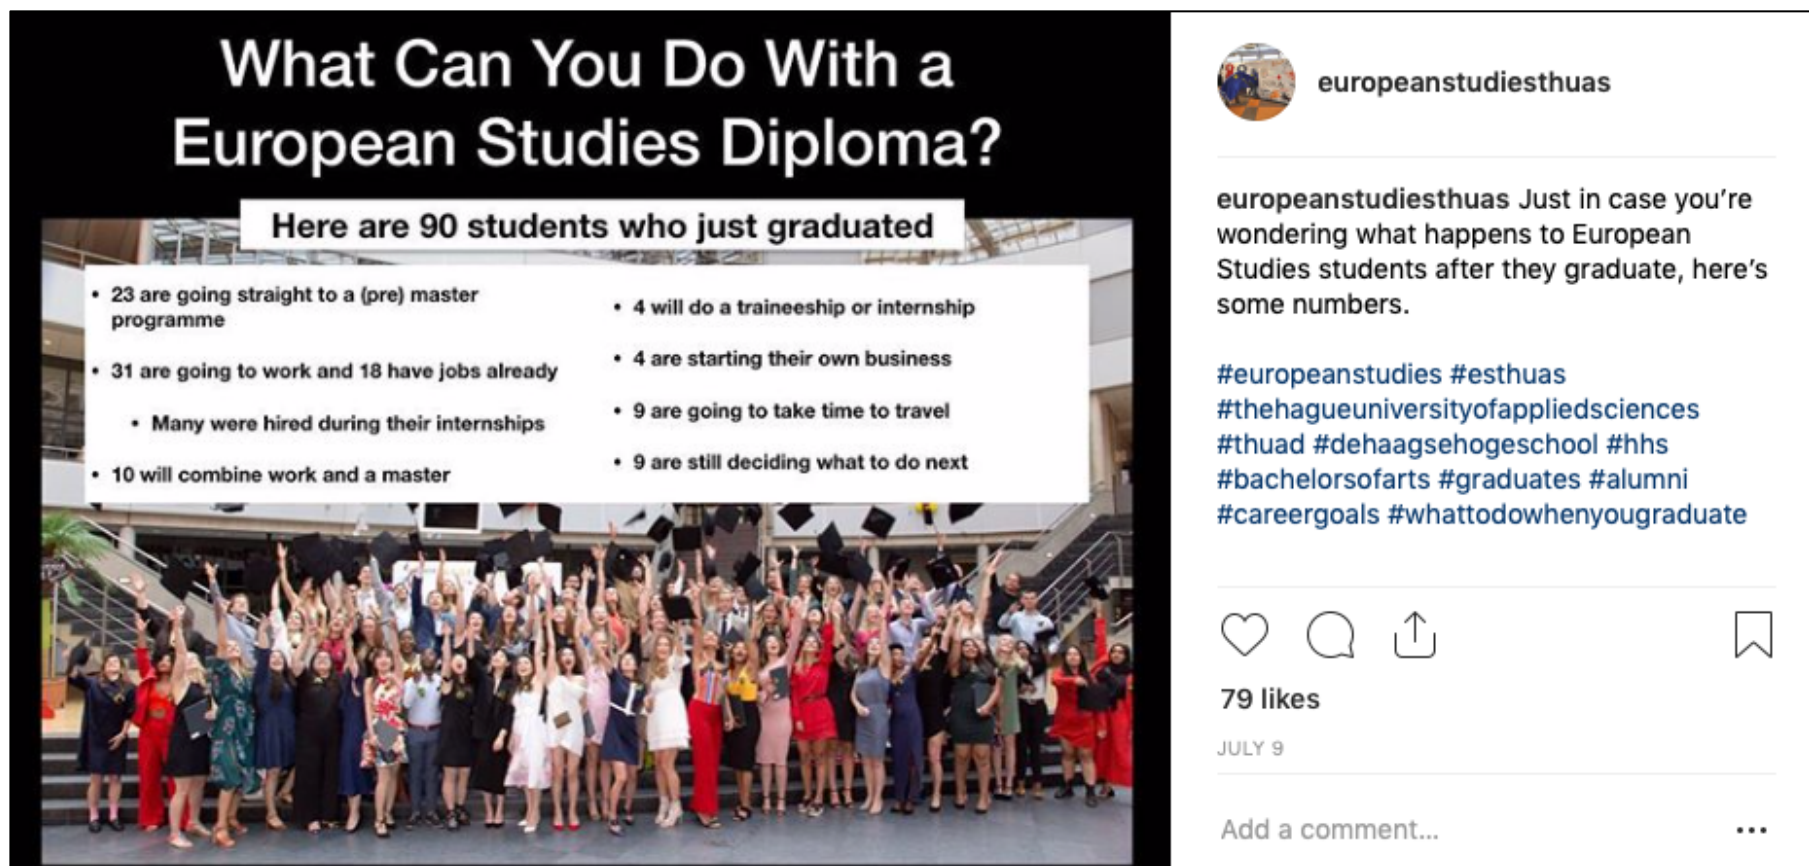 What Can You Do With a
European Studies Diploma?
Here are 90 students who just graduated
• 23 are going straight to a (pre) master
programme
• 31 are going to work and 18 have jobs already
• Many were hired during their internships
• 10 will combine work and a master
• 4 will do a traineeship or internship
• 4 are starting their own business
• 9 are going to take time to travel
• 9 are still deciding what to do next
europeanstudiesthuas
europeanstudiesthuas Just in case you’re
wondering what happens to European
Studies students after they graduate, here’s
some numbers.
#europeanstudies #esthuas
#thehagueuniversityofappliedsciences
#thuad #dehaagsehogeschool #hhs
#bachelorsofarts #graduates #alumni
#careergoals #whattodowhenyougraduate
79 likes
JULY 9
Add a comment...